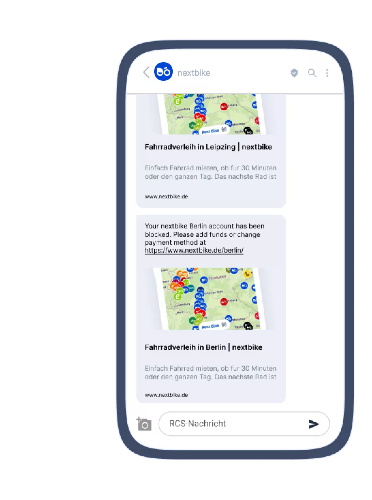 nextbike
Fahrradverleih in Leipzing | nextbike
Einfach Fahrrad mieten, ob für 30 Minuten
oder den ganzen Tag. Das nächste Rad ist
www.nextbike.de
Your nextbike Berlin account has been
blocked. Please add funds or change
payment method at
https://www.nextbike.de/berlin/
Fahrradverleih in Berlin | nextbike
Einfach Fahrrad mieten, ob für 30 Minuten
oder den ganzen Tag. Das nächste Rad ist
www.nextbike.de
RCS-Nachricht